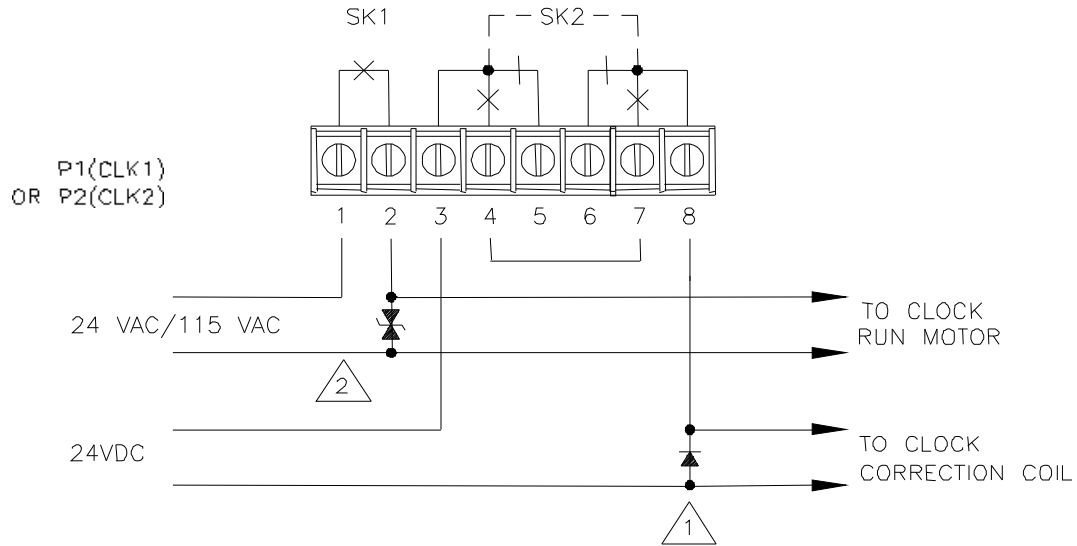 SK1
SK2
P1(CLK1)
OR P2(CLK2)
1 2 3 4 5 6 7 8
24 VAC/115 VAC
TO CLOCK
RUN MOTOR
2
24VDC
TO CLOCK
CORRECTION COIL
1